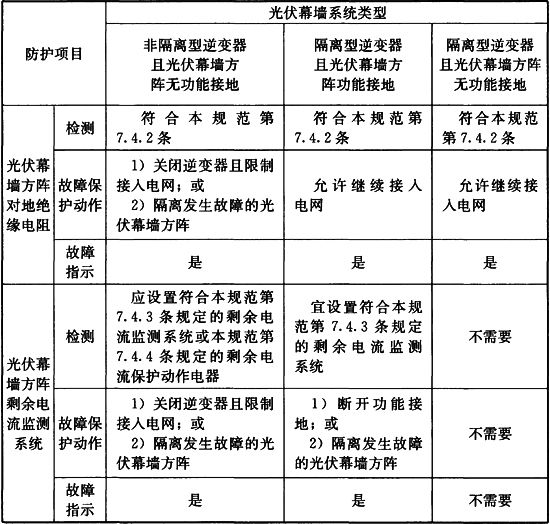 光伏幕墙系统类型
防护项目
非隔离型逆变器
且光伏幕墙方
阵无功能接地
隔离型逆变器
且光伏幕墙方
阵功能接地
隔离型逆变器
且光伏幕墙方阵
无功能接地
光伏幕
墙方阵
对地绝
缘电阻
检测
符合本规范第
7.4.2条
符合本规范第
7.4.2条
符合本规范
第7.4.2条
故障保
护动作
1）关闭逆变器且限制
接入电网；或
2）隔离发生故障的光
伏幕墙方阵
允许继续接入
电网
允许继续接
入电网
故障
指示
是
是
是
光伏幕
墙方阵
剩余电
流监测
系统
检测
应设置符合本规范第
7.4.3条规定的剩余电
流监测系统或本规范第
7.4.4条规定的剩余电
流保护动作电器
宜设置符合本规
范第7.4.3条规定
的剩余电流监测
系统
不需要
故障保
护动作
1）关闭逆变器且限制
接入电网；或
2）隔离发生故障的光
伏幕墙方阵
1）断开功能接
地；或
2）隔离发生故障
的光伏幕墙方阵
不需要
故障
指示
是
是
不需要